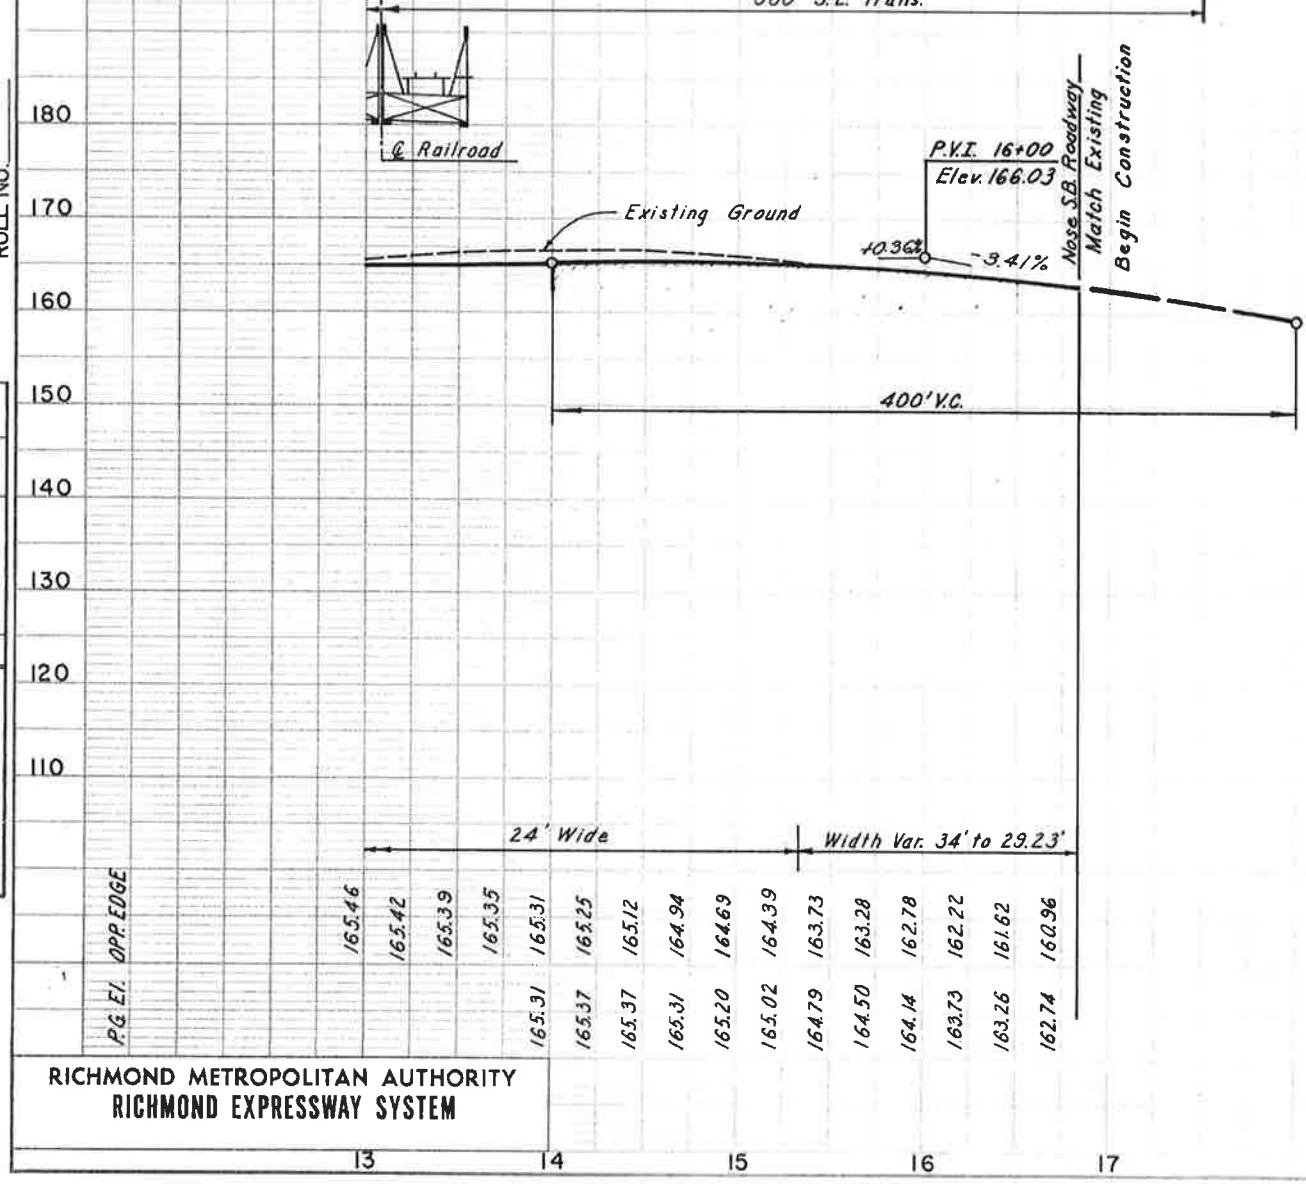 S.E. Trans.
RULE NO.
180
170
160
150
140
130
120
110
℄ Railroad
Existing Ground
P.V.I. 16+00
Elev. 166.03
+0.36%
-3.41%
Nose S.B. Roadway
Match Existing
Begin Construction
400' V.C.
24' Wide
Width Var. 34' to 29.23'
P.G. El. OPP. EDGE
165.46
165.42
165.39
165.35
165.31 165.31
165.37 165.25
165.37 165.12
165.31 164.94
165.20 164.69
165.02 164.39
164.79 163.73
164.50 163.28
164.14 162.78
163.73 162.22
163.26 161.62
162.74 160.96
RICHMOND METROPOLITAN AUTHORITY
RICHMOND EXPRESSWAY SYSTEM
13 14 15 16 17